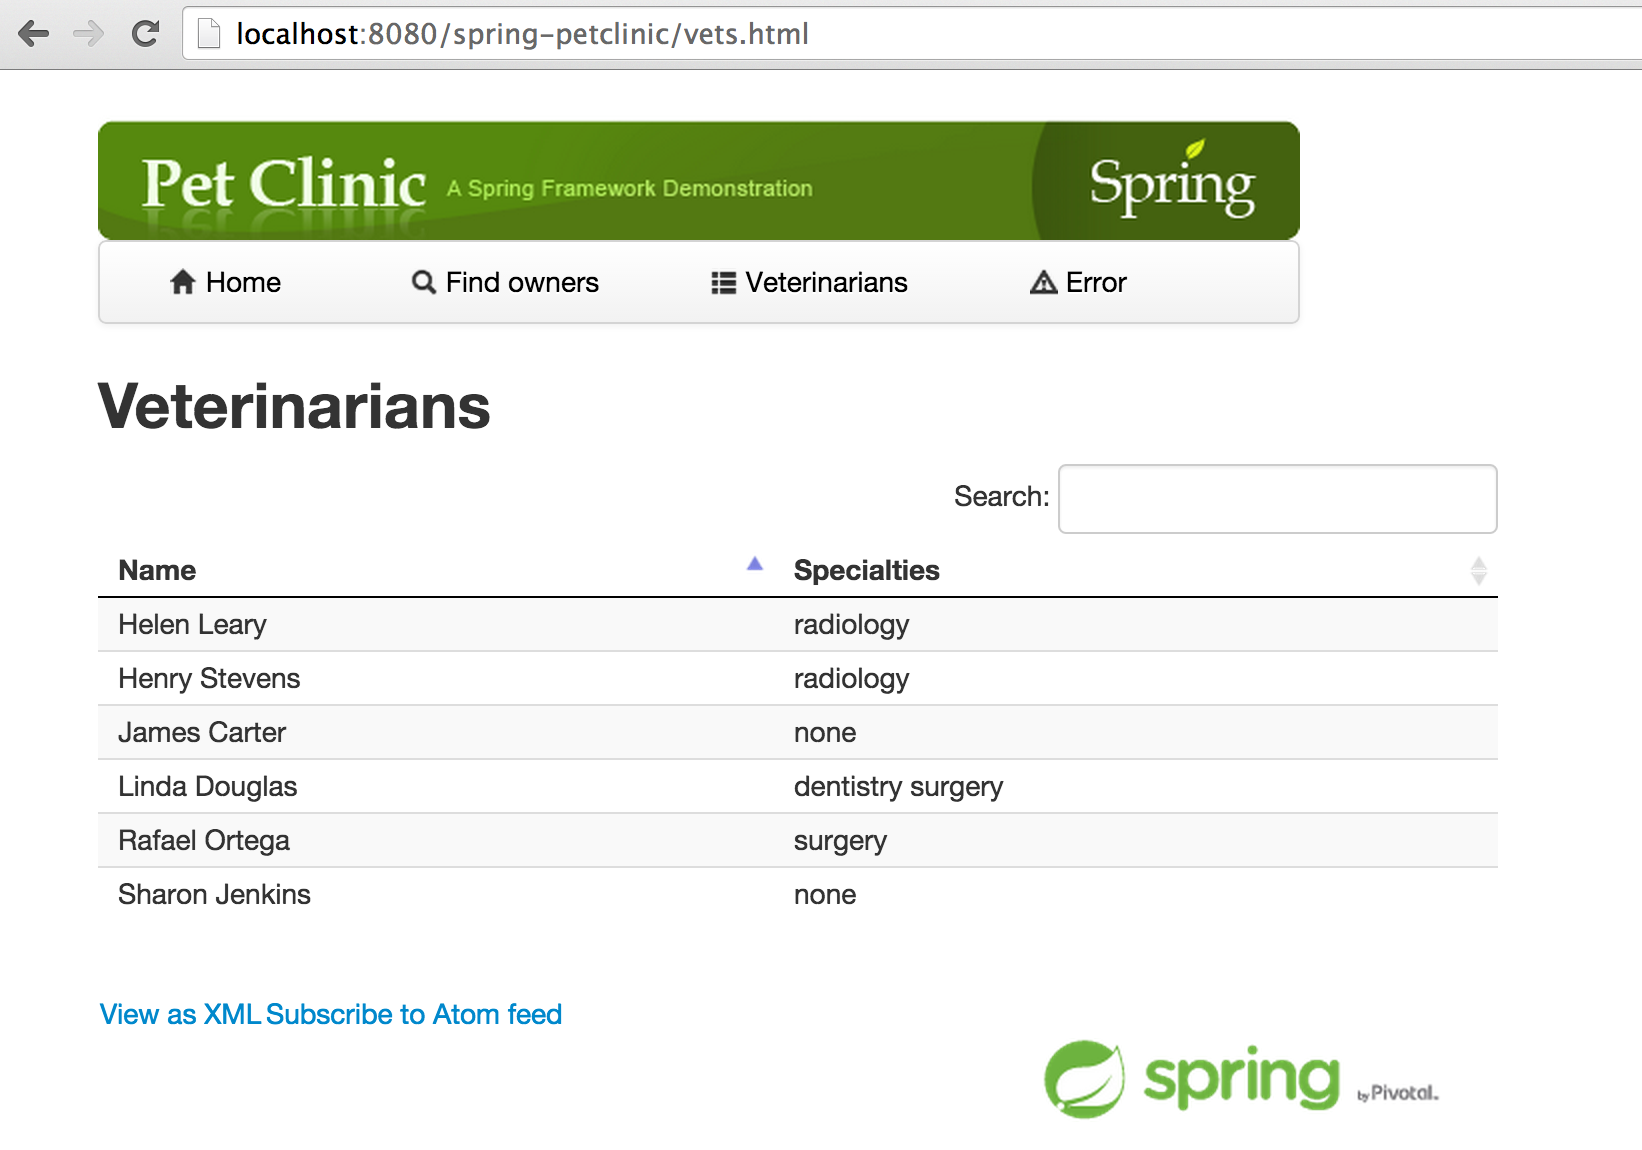 localhost:8080/spring-petclinic/vets.html
Pet Clinic A Spring Framework Demonstration Spring
Home Find owners Veterinarians Error
Veterinarians
Search:
Name Specialties
Helen Leary radiology
Henry Stevens radiology
James Carter none
Linda Douglas dentistry surgery
Rafael Ortega surgery
Sharon Jenkins none
View as XML Subscribe to Atom feed
spring by Pivotal.